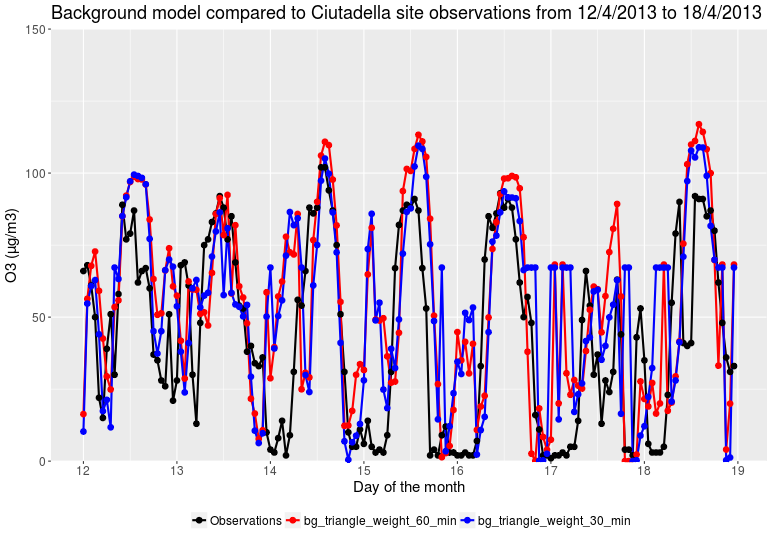 Background model compared to Ciutadella site observations from 12/4/2013 to 18/4/2013
150
100
50
0
O3 (µg/m3)
12 13 14 15 16 17 18 19
Day of the month
Observations bg_triangle_weight_60_min bg_triangle_weight_30_min